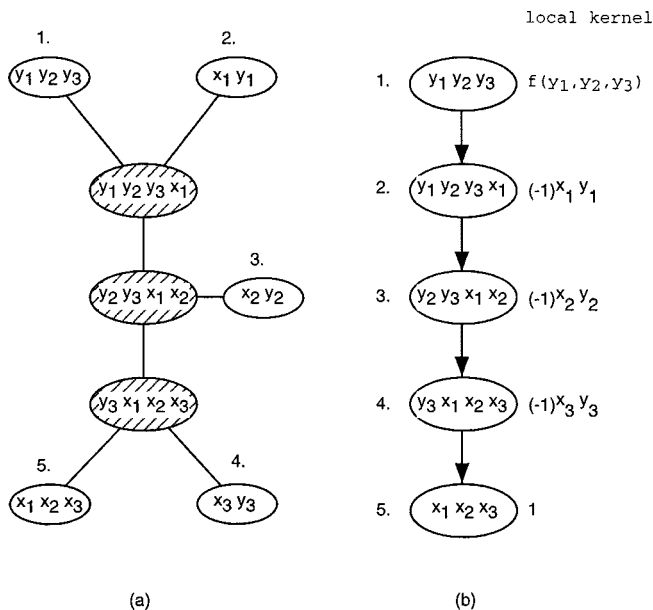 local kernel
1.
2.
y1 y2 y3
x1 y1
y1 y2 y3 x1
3.
y2 y3 x1 x2
x2 y2
y3 x1 x2 x3
5.
4.
x1 x2 x3
x3 y3
(a)
1.
y1 y2 y3
f(y1,y2,y3)
2.
y1 y2 y3 x1
(-1)x1 y1
3.
y2 y3 x1 x2
(-1)x2 y2
4.
y3 x1 x2 x3
(-1)x3 y3
5.
x1 x2 x3
1
(b)